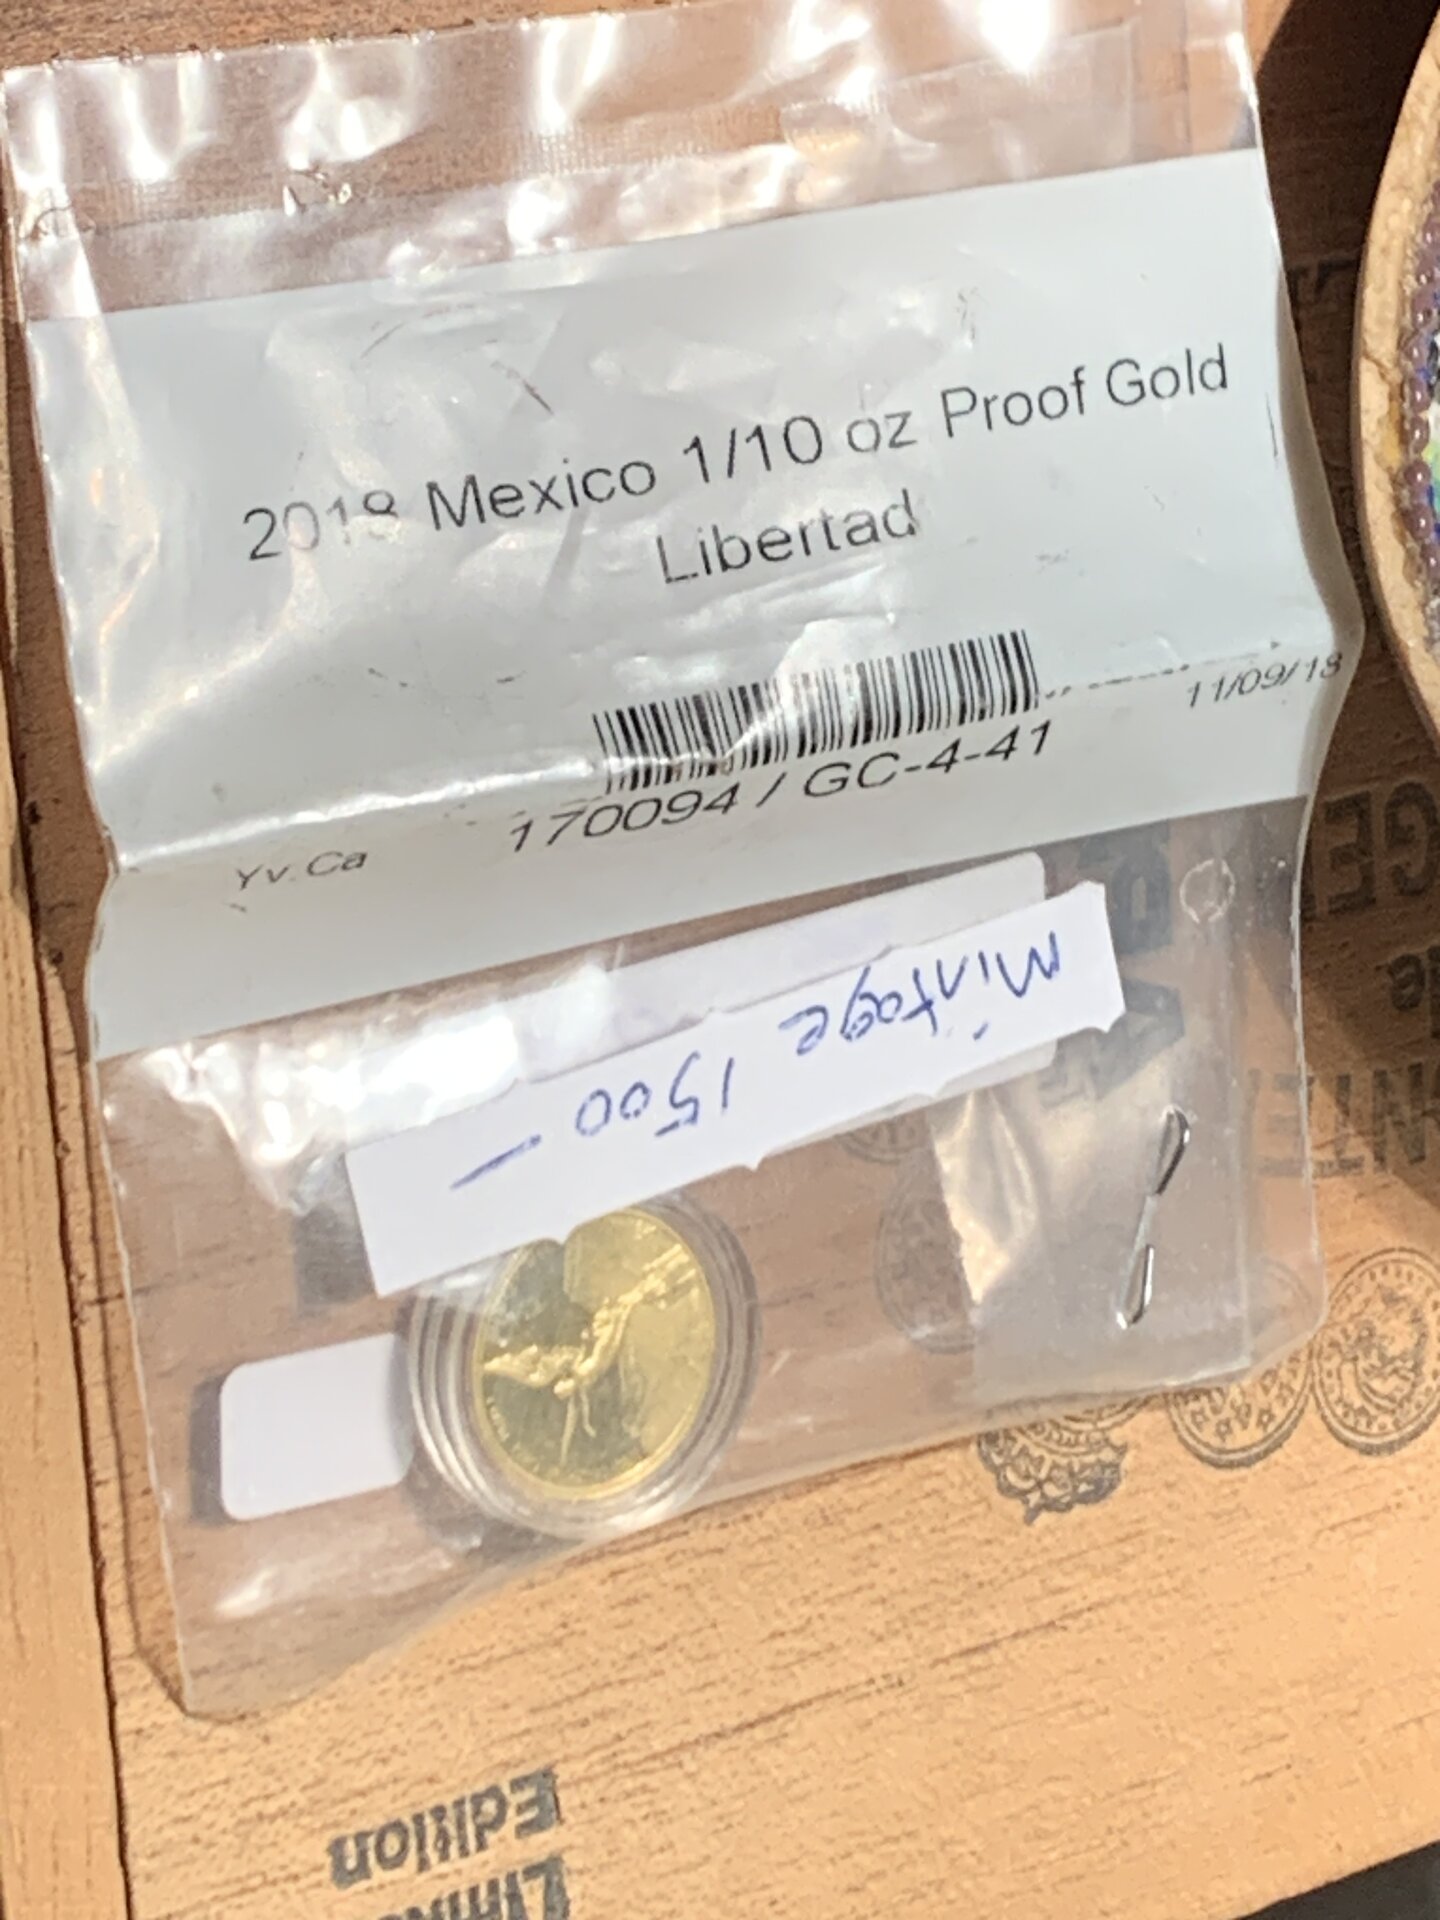 2018 Mexico 1/10 oz Proof Gold
Libertad
11/09/18
170094 / GC-4-41
Yv.Ca
Mintage 1500 –
Edition